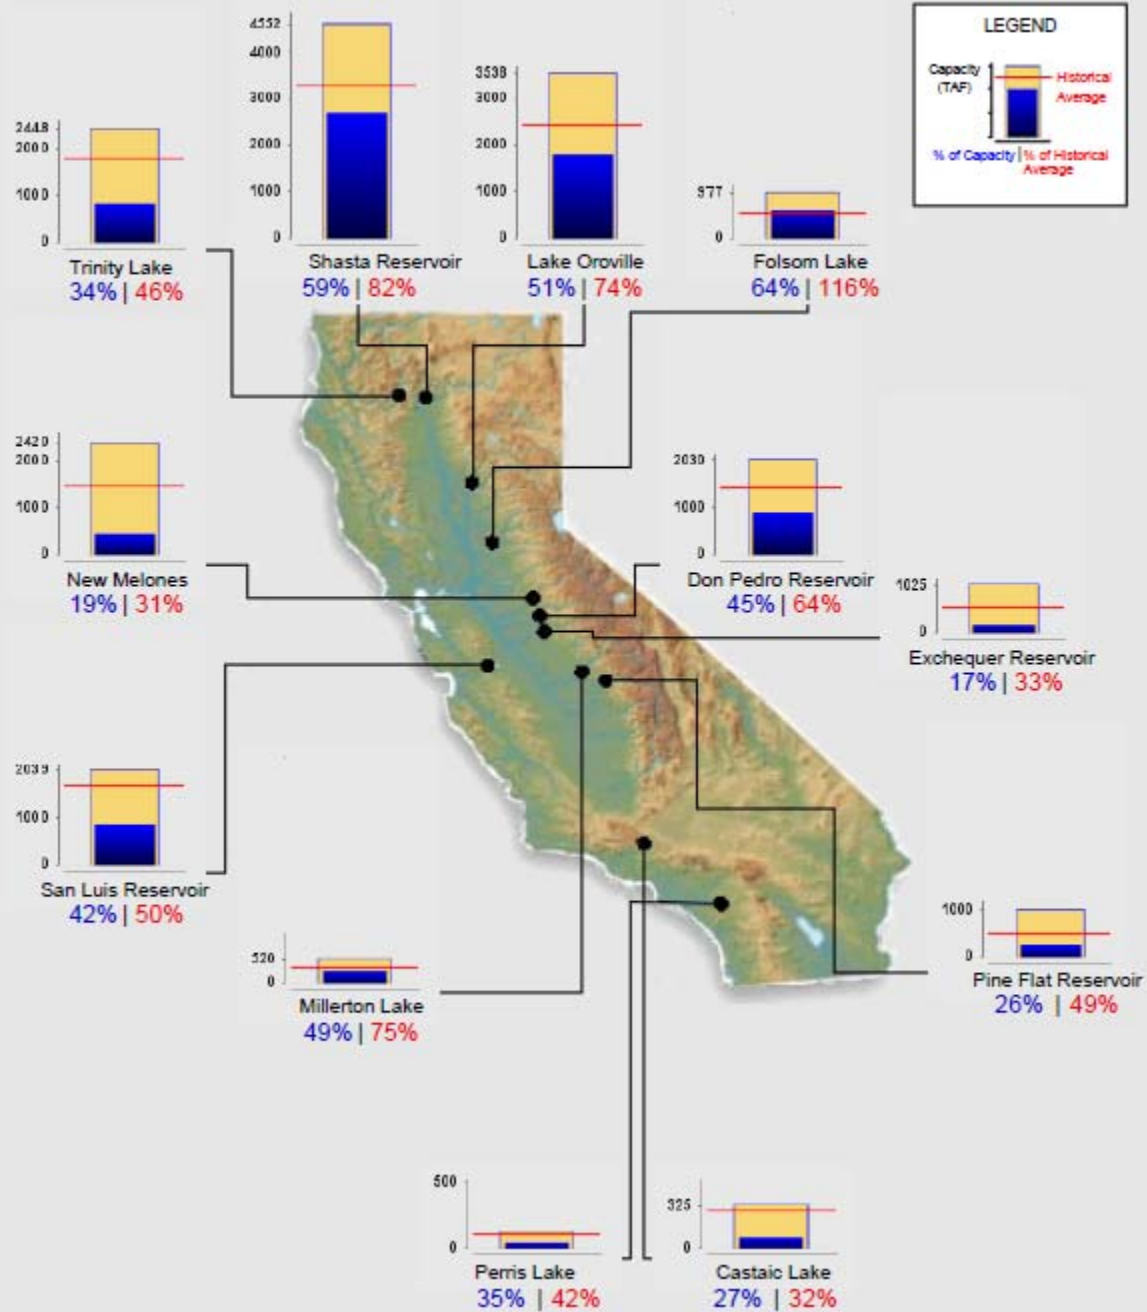 4552
4000
3000
2000
1000
0
Shasta Reservoir
59% | 82%
3538
3000
2000
1000
0
Lake Oroville
51% | 74%
977
0
Folsom Lake
64% | 116%
LEGEND
Capacity
(TAF)
Historical
Average
% of Capacity | % of Historical
Average
2448
2000
1000
0
Trinity Lake
34% | 46%
2420
2000
1000
0
New Melones
19% | 31%
2030
1000
0
Don Pedro Reservoir
45% | 64%
1025
0
Exchequer Reservoir
17% | 33%
2039
1000
0
San Luis Reservoir
42% | 50%
520
0
Millerton Lake
49% | 75%
1000
0
Pine Flat Reservoir
26% | 49%
500
0
Perris Lake
35% | 42%
325
0
Castaic Lake
27% | 32%